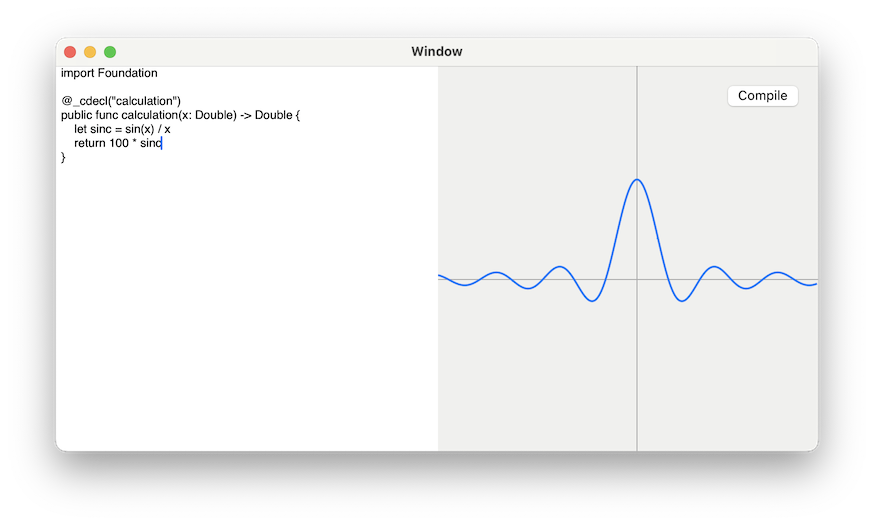 Window
import Foundation
@_cdecl("calculation")
public func calculation(x: Double) -> Double {
    let sinc = sin(x) / x
    return 100 * sinc
}
Compile